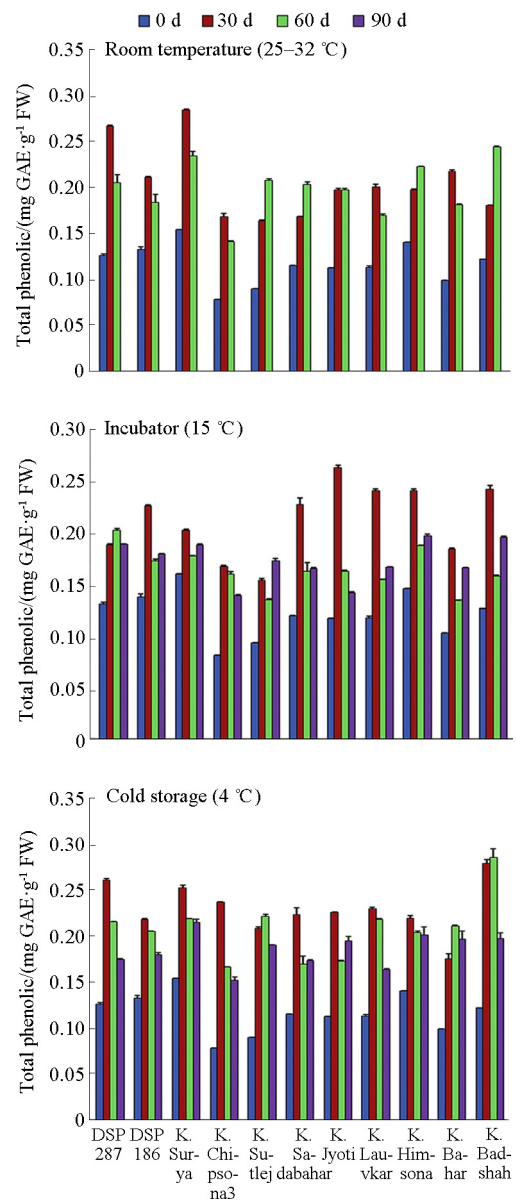 0 d 30 d 60 d 90 d
Room temperature (25–32 ℃)
Total phenolic/(mg GAE·g⁻¹ FW)
0.35
0.30
0.25
0.20
0.15
0.10
0.05
0
Incubator (15 ℃)
Total phenolic/(mg GAE·g⁻¹ FW)
0.30
0.25
0.20
0.15
0.10
0.05
0
Cold storage (4 ℃)
Total phenolic/(mg GAE·g⁻¹ FW)
0.35
0.30
0.25
0.20
0.15
0.10
0.05
0
DSP DSP K. K. K. K. K. K. K. K. K.
287 186 Sur- Chi- Su- Sa- Jyoti Lau- Him- Ba- Bad-
ya pso- tlej dabahar vkar sona har shah
na3